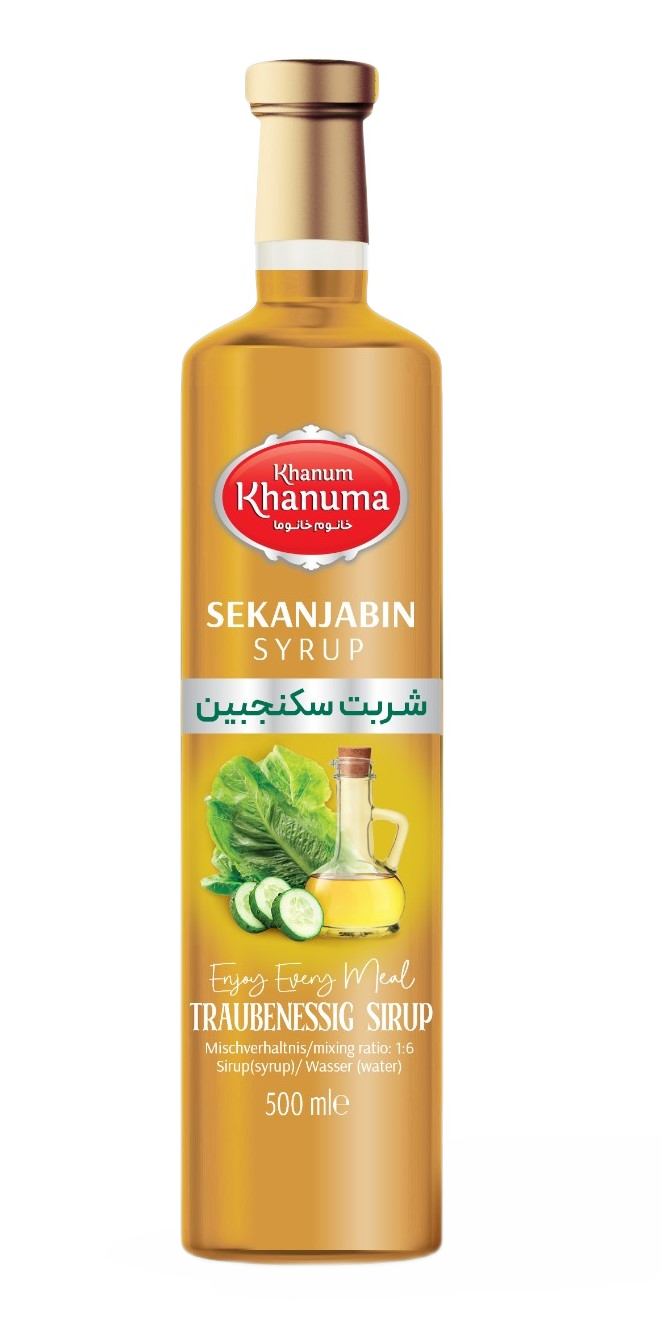 Khanum
Khanuma
خانوم خانوما
SEKANJABIN
SYRUP
شربت سکنجبین
Enjoy Every Meal
TRAUBENESSIG SIRUP
Mischverhaltnis/mixing ratio: 1:6
Sirup(syrup)/ Wasser (water)
500 ml℮